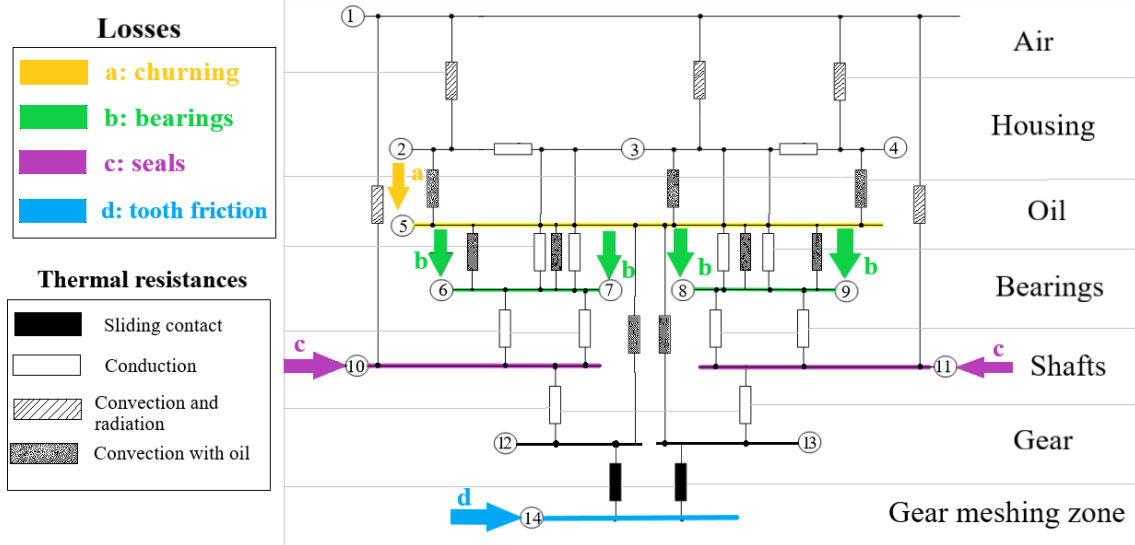 Losses
a: churning
b: bearings
c: seals
d: tooth friction
Thermal resistances
Sliding contact
Conduction
Convection and
radiation
Convection with oil
1
Air
Housing
2
3
4
a
Oil
5
b
b
b
b
Bearings
6
7
8
9
c
10
11
c
Shafts
12
13
Gear
d
14
Gear meshing zone